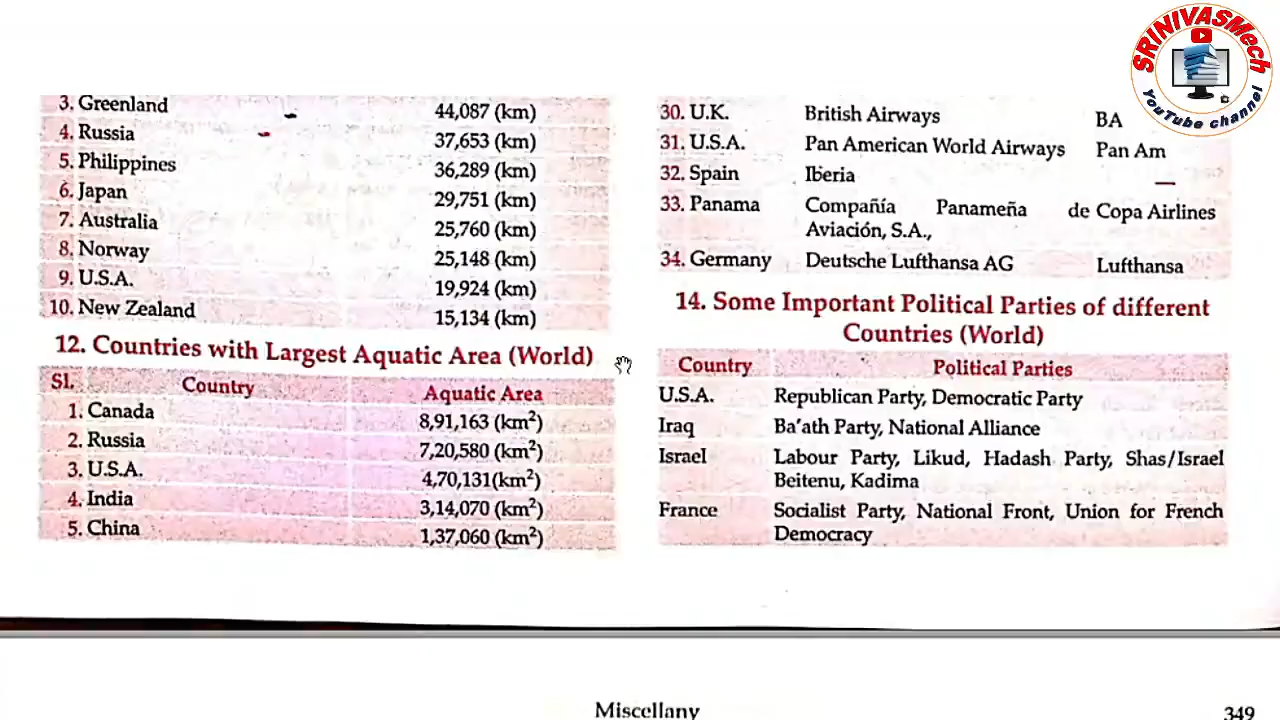 SRINIVASMech
YouTube channel
3. Greenland 44,087 (km)
4. Russia 37,653 (km)
5. Philippines 36,289 (km)
6. Japan 29,751 (km)
7. Australia 25,760 (km)
8. Norway 25,148 (km)
9. U.S.A. 19,924 (km)
10. New Zealand 15,134 (km)
12. Countries with Largest Aquatic Area (World)
Sl. Country Aquatic Area
1. Canada 8,91,163 (km²)
2. Russia 7,20,580 (km²)
3. U.S.A. 4,70,131(km²)
4. India 3,14,070 (km²)
5. China 1,37,060 (km²)
30. U.K. British Airways BA
31. U.S.A. Pan American World Airways Pan Am
32. Spain Iberia —
33. Panama Compañía Panameña de Copa Airlines
Aviación, S.A.,
34. Germany Deutsche Lufthansa AG Lufthansa
14. Some Important Political Parties of different
Countries (World)
Country Political Parties
U.S.A. Republican Party, Democratic Party
Iraq Ba'ath Party, National Alliance
Israel Labour Party, Likud, Hadash Party, Shas/Israel
Beitenu, Kadima
France Socialist Party, National Front, Union for French
Democracy
Miscellany 349